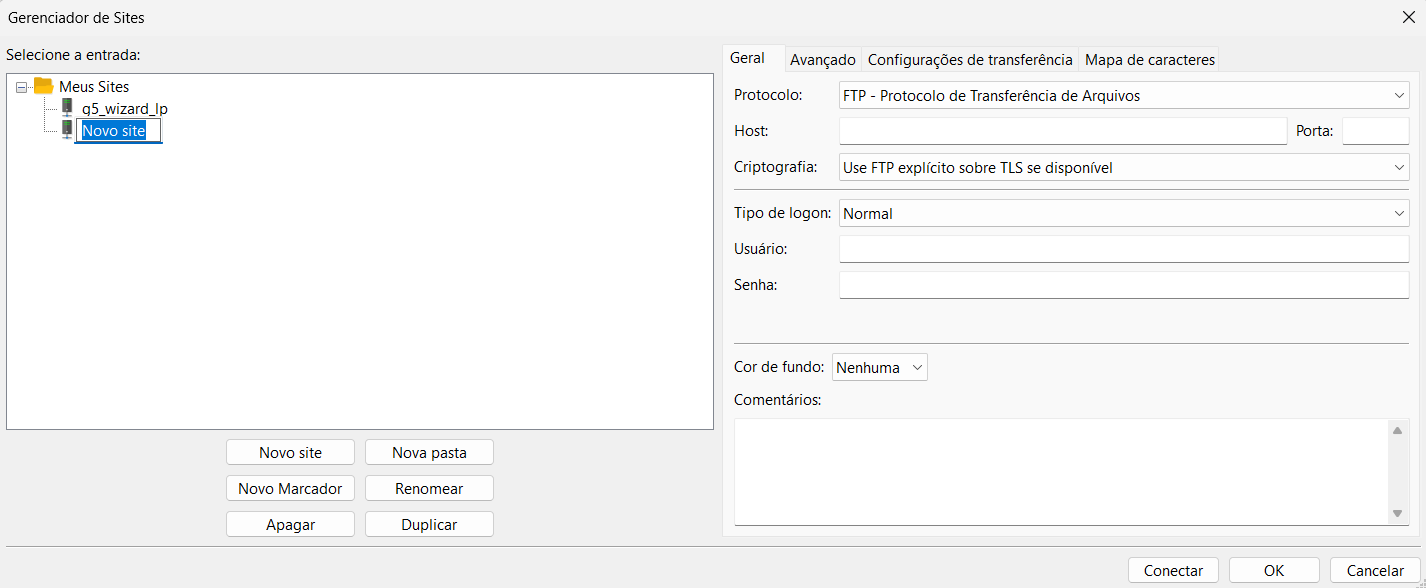 Gerenciador de Sites
Selecione a entrada:
Meus Sites
q5_wizard_lp
Novo site
Novo site
Nova pasta
Novo Marcador
Renomear
Apagar
Duplicar
Geral
Avançado
Configurações de transferência
Mapa de caracteres
Protocolo:
FTP - Protocolo de Transferência de Arquivos
Host:
Porta:
Criptografia:
Use FTP explícito sobre TLS se disponível
Tipo de logon:
Normal
Usuário:
Senha:
Cor de fundo:
Nenhuma
Comentários:
Conectar
OK
Cancelar